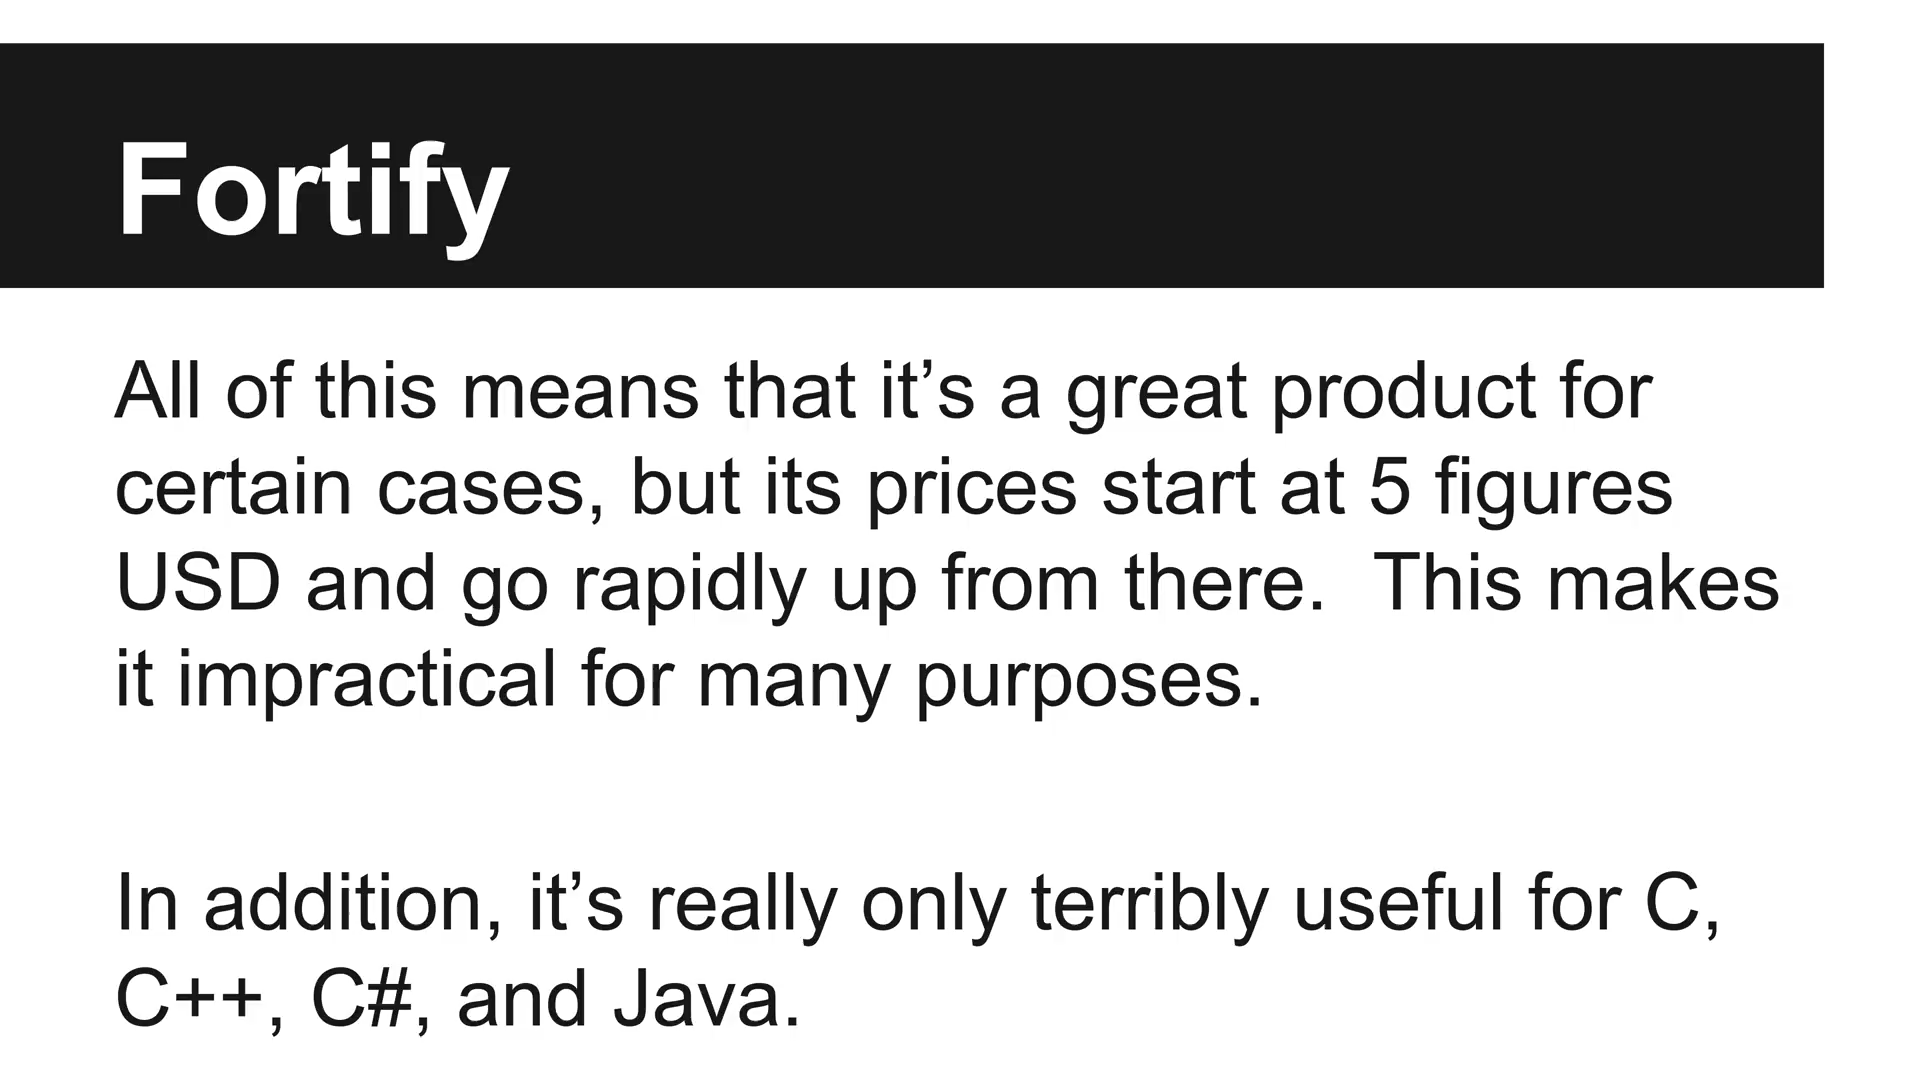 Fortify
All of this means that it’s a great product for
certain cases, but its prices start at 5 figures
USD and go rapidly up from there.  This makes
it impractical for many purposes.
In addition, it’s really only terribly useful for C,
C++, C#, and Java.